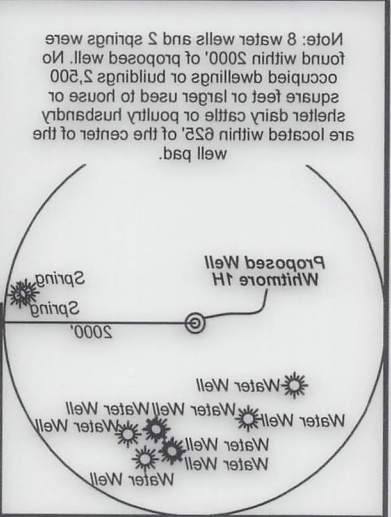 Note: 8 water wells and 2 springs were
found within 2000' of proposed well. No
occupied dwellings or buildings 2,500
square feet or larger used to house or
shelter dairy cattle or poultry husbandry
are located within 625' of the center of the
well pad.
Proposed Well
Whitmore 1H
Spring
Spring
2000'
Water Well
Water Well
Water Well
Water Well
Water Well
Water Well
Water Well
Water Well